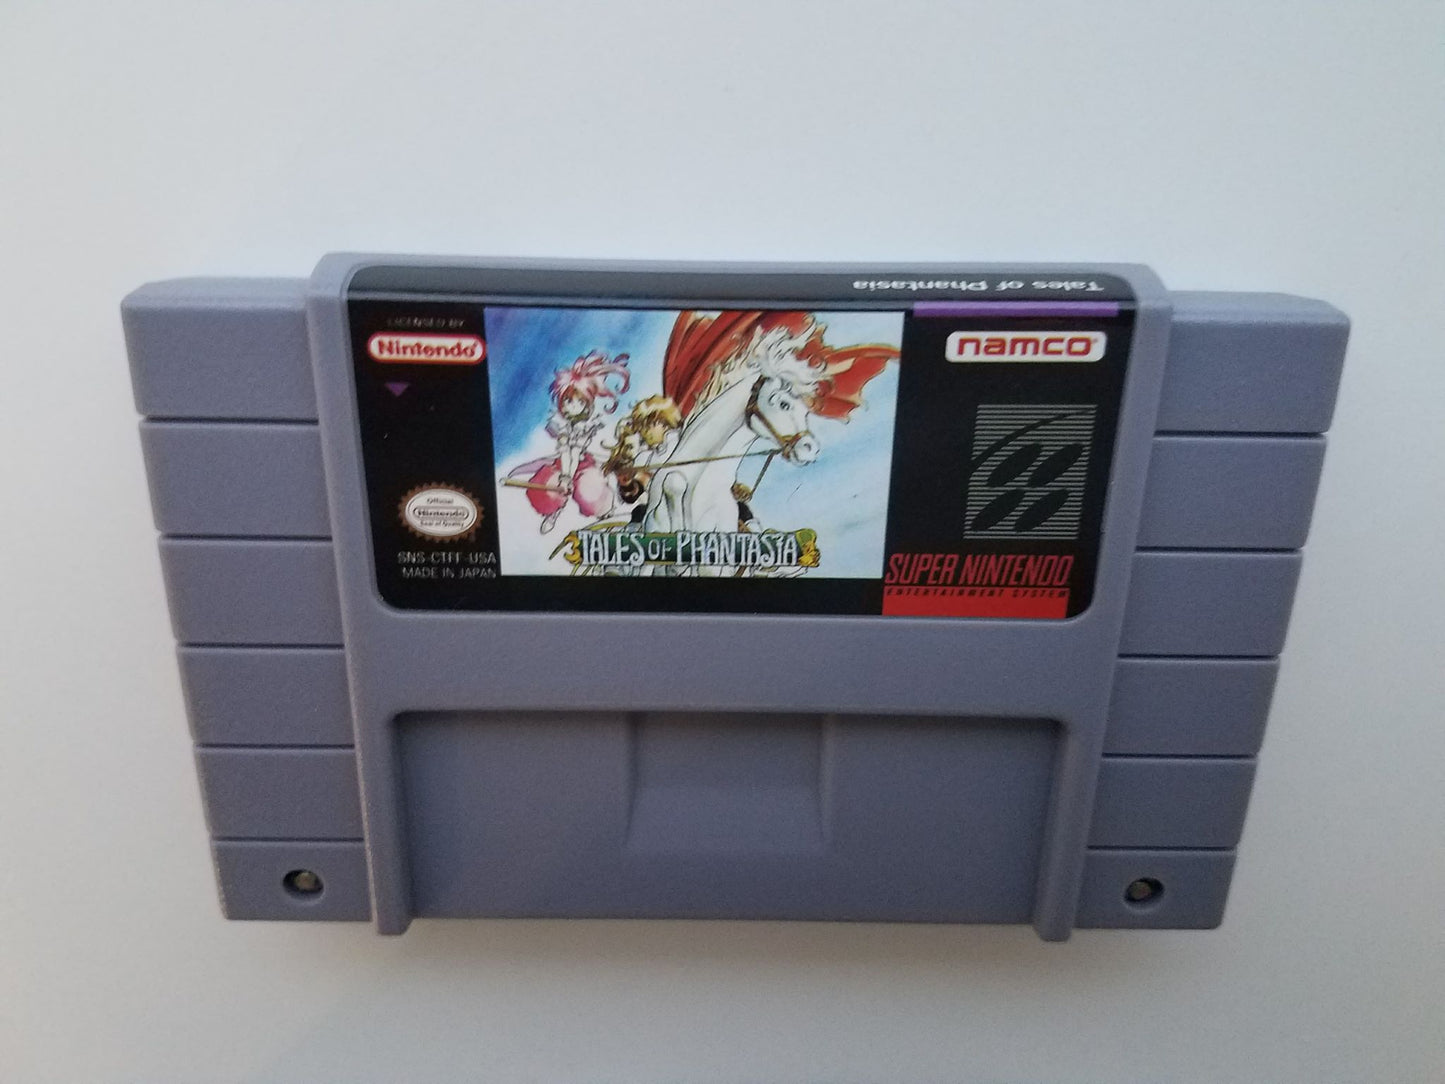 Tales of Phantasia
LICENSED BY
Nintendo
namco
Official
Nintendo
Seal of Quality
SNS-CTFF-USA
MADE IN JAPAN
TALES OF PHANTASIA
SUPER NINTENDO
ENTERTAINMENT SYSTEM